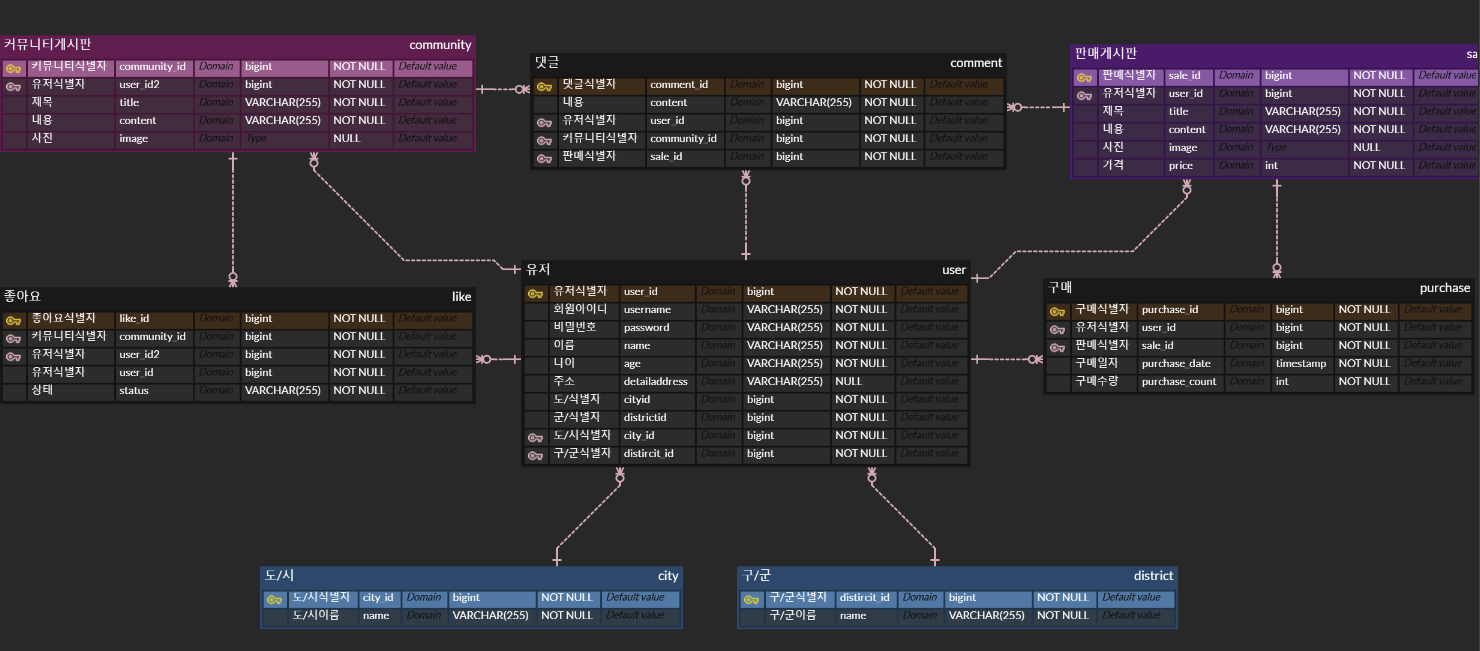 커뮤니티게시판 community
커뮤니티식별자 community_id Domain bigint NOT NULL Default value
유저식별자 user_id2 Domain bigint NOT NULL Default value
제목 title Domain VARCHAR(255) NOT NULL Default value
내용 content Domain VARCHAR(255) NOT NULL Default value
사진 image Domain Type NULL Default value
댓글 comment
댓글식별자 comment_id Domain bigint NOT NULL Default value
내용 content Domain VARCHAR(255) NOT NULL Default value
유저식별자 user_id Domain bigint NOT NULL Default value
커뮤니티식별자 community_id Domain bigint NOT NULL Default value
판매식별자 sale_id Domain bigint NOT NULL Default value
판매게시판 sa
판매식별자 sale_id Domain bigint NOT NULL Default value
유저식별자 user_id Domain bigint NOT NULL Default value
제목 title Domain VARCHAR(255) NOT NULL Default value
내용 content Domain VARCHAR(255) NOT NULL Default value
사진 image Domain Type NULL Default value
가격 price Domain int NOT NULL Default value
좋아요 like
좋아요식별자 like_id Domain bigint NOT NULL Default value
커뮤니티식별자 community_id Domain bigint NOT NULL Default value
유저식별자 user_id2 Domain bigint NOT NULL Default value
유저식별자 user_id Domain bigint NOT NULL Default value
상태 status Domain VARCHAR(255) NOT NULL Default value
유저 user
유저식별자 user_id Domain bigint NOT NULL Default value
회원아이니 username Domain VARCHAR(255) NOT NULL Default value
비밀번호 password Domain VARCHAR(255) NOT NULL Default value
이름 name Domain VARCHAR(255) NOT NULL Default value
나이 age Domain VARCHAR(255) NOT NULL Default value
주소 detailaddress Domain VARCHAR(255) NULL Default value
도/식별자 cityid Domain bigint NOT NULL Default value
군/식별자 districtid Domain bigint NOT NULL Default value
도/시식별자 city_id Domain bigint NOT NULL Default value
구/군식별자 distircit_id Domain bigint NOT NULL Default value
구매 purchase
구매식별자 purchase_id Domain bigint NOT NULL Default value
유저식별자 user_id Domain bigint NOT NULL Default value
판매식별자 sale_id Domain bigint NOT NULL Default value
구매일자 purchase_date Domain timestamp NOT NULL Default value
구매수량 purchase_count Domain int NOT NULL Default value
도/시 city
도/시식별자 city_id Domain bigint NOT NULL Default value
도/시이름 name Domain VARCHAR(255) NOT NULL Default value
구/군 district
구/군식별자 distircit_id Domain bigint NOT NULL Default value
구/군이름 name Domain VARCHAR(255) NOT NULL Default value